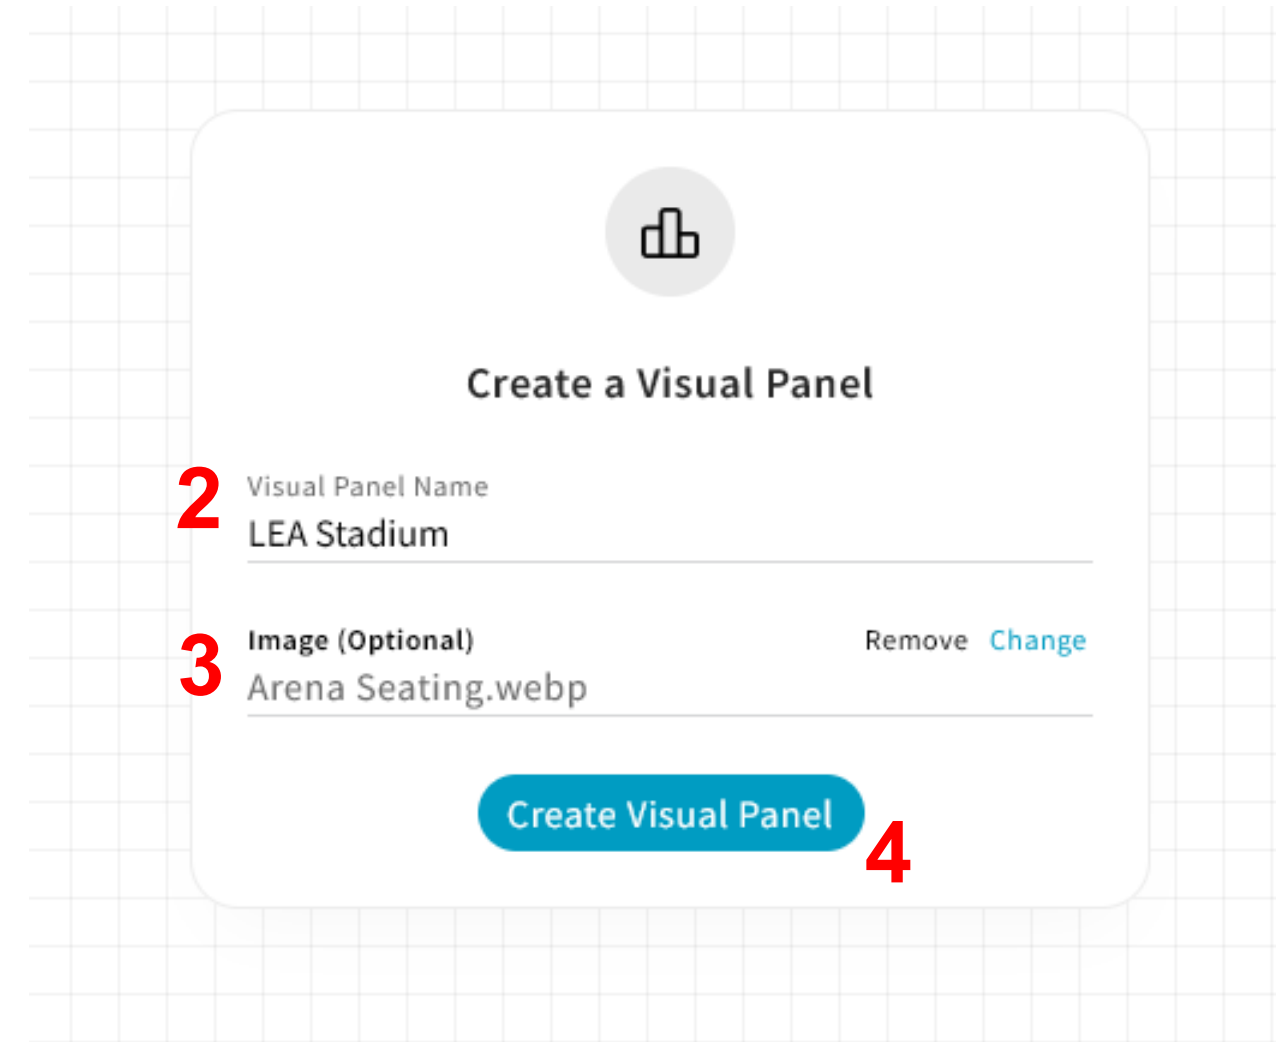 Create a Visual Panel
2 Visual Panel Name
LEA Stadium
3 Image (Optional) Remove Change
Arena Seating.webp
Create Visual Panel
4